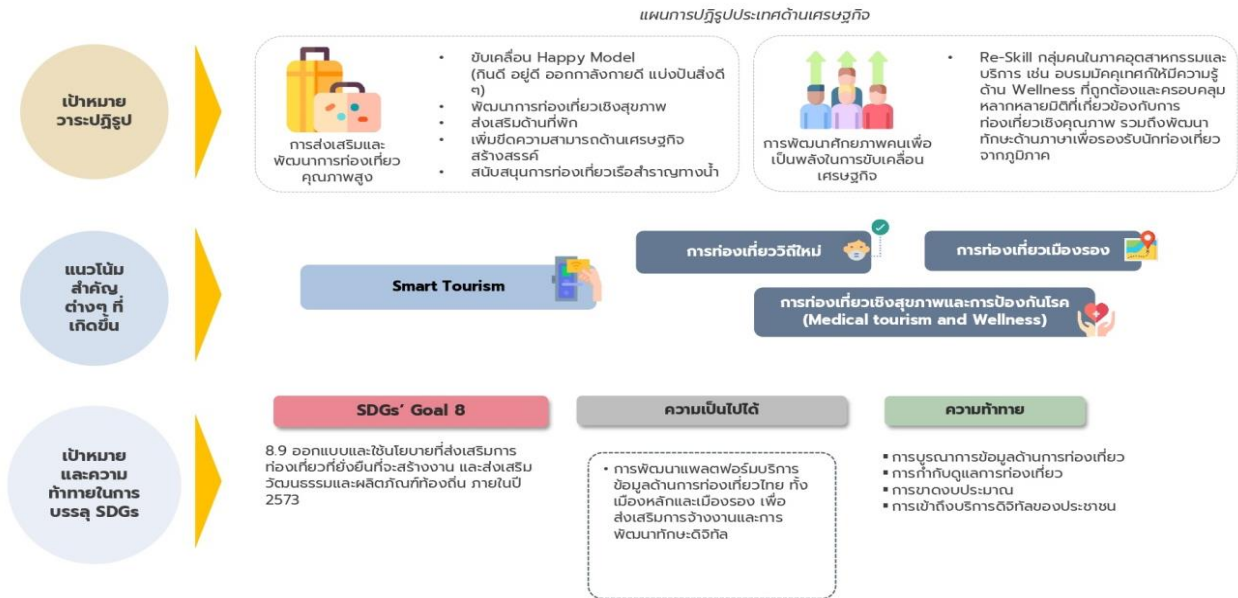 แผนการปฏิรูปประเทศด้านเศรษฐกิจ
เป้าหมาย
วาระปฏิรูป
การส่งเสริมและ
พัฒนาการท่องเที่ยว
คุณภาพสูง
• ขับเคลื่อน Happy Model
(กินดี อยู่ดี ออกกาลังกายดี แบ่งปันสิ่งดี
ๆ)
• พัฒนาการท่องเที่ยวเชิงสุขภาพ
• ส่งเสริมด้านที่พัก
• เพิ่มขีดความสามารถด้านเศรษฐกิจ
สร้างสรรค์
• สนับสนุนการท่องเที่ยวเรือสำราญทางน้ำ
การพัฒนาศักยภาพคนเพื่อ
เป็นพลังในการขับเคลื่อน
เศรษฐกิจ
• Re-Skill กลุ่มคนในภาคอุตสาหกรรมและ
บริการ เช่น อบรมมัคคุเทศก์ให้มีความรู้
ด้าน Wellness ที่ถูกต้องและครอบคลุม
หลากหลายมิติที่เกี่ยวข้องกับการ
ท่องเที่ยวเชิงคุณภาพ รวมถึงพัฒนา
ทักษะด้านภาษาเพื่อรองรับนักท่องเที่ยว
จากภูมิภาค
แนวโน้ม
สำคัญ
ต่างๆ ที่
เกิดขึ้น
Smart Tourism
การท่องเที่ยววิถีใหม่
การท่องเที่ยวเมืองรอง
การท่องเที่ยวเชิงสุขภาพและการป้องกันโรค
(Medical tourism and Wellness)
เป้าหมาย
และความ
ท้าทายในการ
บรรลุ SDGs
SDGs’ Goal 8
8.9 ออกแบบและใช้นโยบายที่ส่งเสริมการ
ท่องเที่ยวที่ยั่งยืนที่จะสร้างงาน และส่งเสริม
วัฒนธรรมและผลิตภัณฑ์ท้องถิ่น ภายในปี
2573
ความเป็นไปได้
• การพัฒนาแพลตฟอร์มบริการ
ข้อมูลด้านการท่องเที่ยวไทย ทั้ง
เมืองหลักและเมืองรอง เพื่อ
ส่งเสริมการจ้างงานและการ
พัฒนาทักษะดิจิทัล
ความท้าทาย
▪ การบูรณาการข้อมูลด้านการท่องเที่ยว
▪ การกำกับดูแลการท่องเที่ยว
▪ การขาดงบประมาณ
▪ การเข้าถึงบริการดิจิทัลของประชาชน